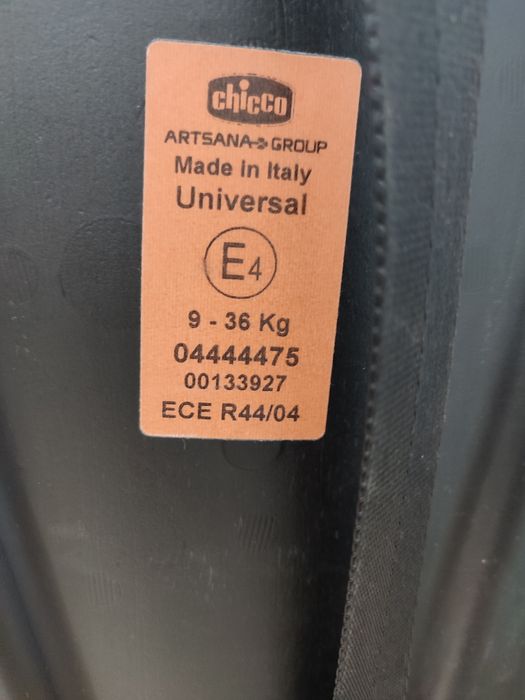 chicco
ARTSANA GROUP
Made in Italy
Universal
E4
9 - 36 Kg
04444475
00133927
ECE R44/04